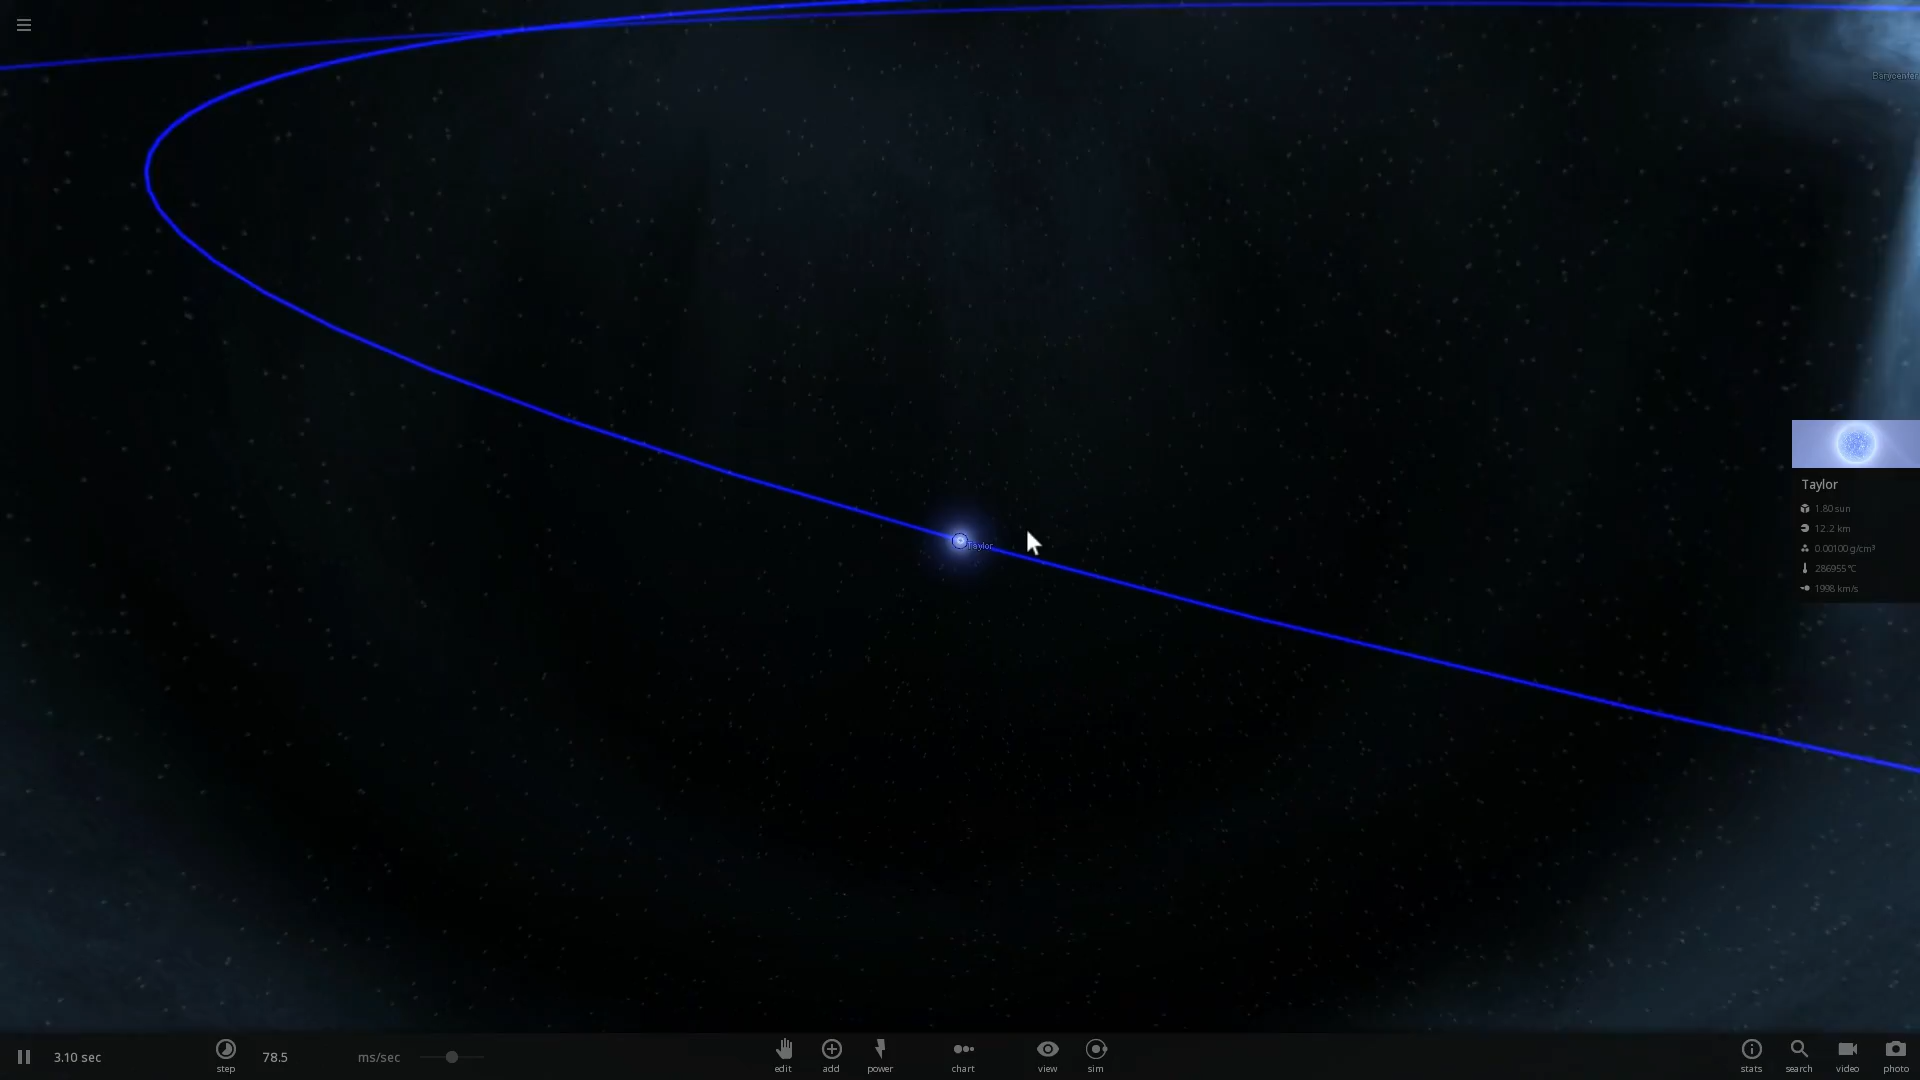 Barycenter
Taylor
Taylor
1.80 sun
12.2 km
0.00100 g/cm³
286955 °C
1998 km/s
3.10 sec
step
78.5
ms/sec
edit
add
power
chart
view
sim
stats
search
video
photo